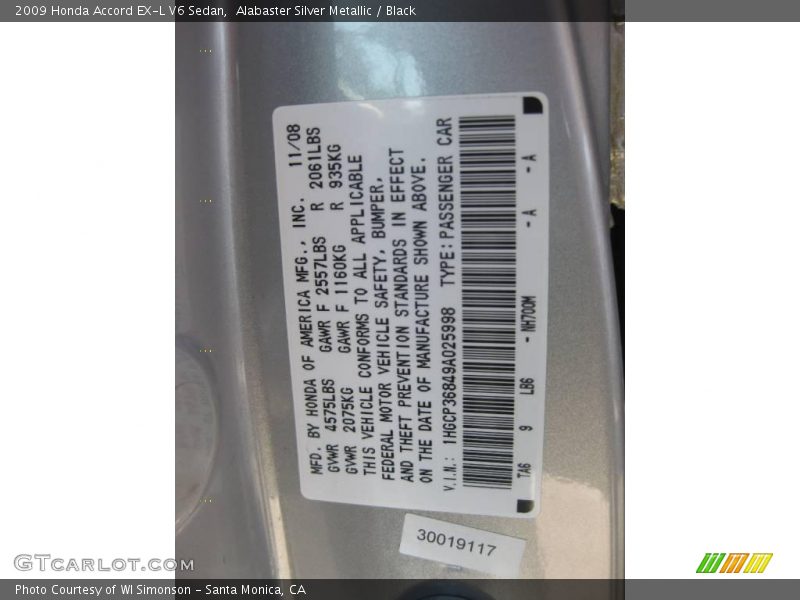 2009 Honda Accord EX-L V6 Sedan,  Alabaster Silver Metallic / Black
MFD. BY HONDA OF AMERICA MFG., INC. 11/08
GVWR 4575LBS GAWR F 2557LBS R 2061LBS
GVWR 2075KG GAWR F 1160KG R 935KG
THIS VEHICLE CONFORMS TO ALL APPLICABLE
FEDERAL MOTOR VEHICLE SAFETY, BUMPER,
AND THEFT PREVENTION STANDARDS IN EFFECT
ON THE DATE OF MANUFACTURE SHOWN ABOVE.
V.I.N.: 1HGCP36849A025998 TYPE:PASSENGER CAR
TA6 9 LB6 - NH700M - A - A
30019117
GTCarLot.com
Photo Courtesy of WI Simonson - Santa Monica, CA